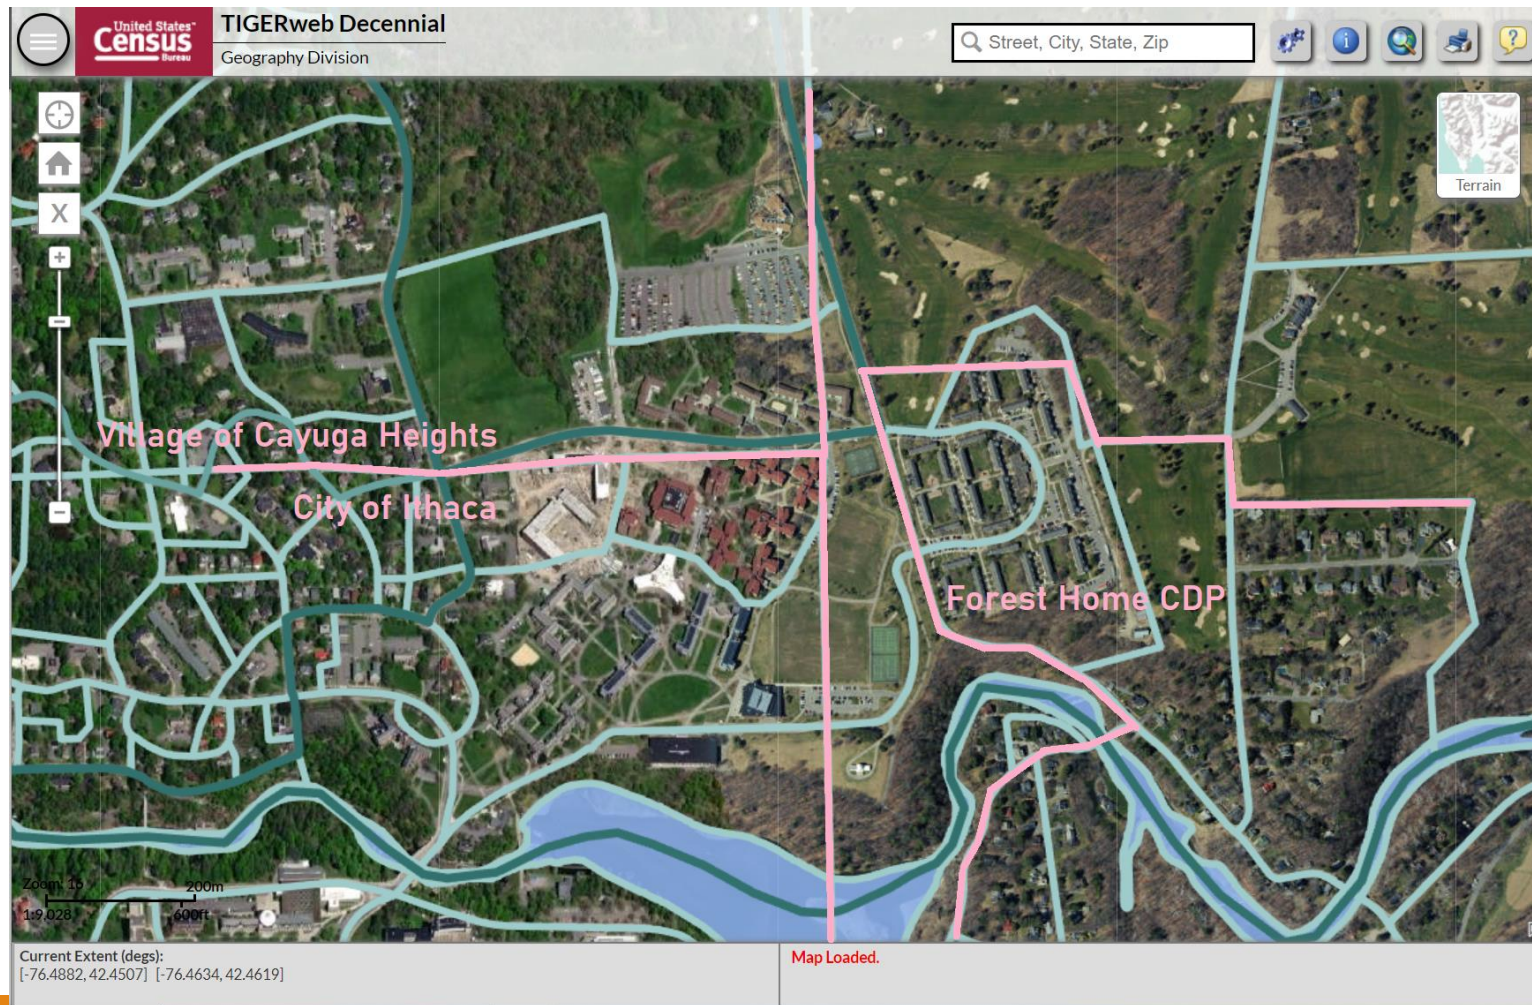 United States™
Census
Bureau
TIGERweb Decennial
Geography Division
Street, City, State, Zip
Terrain
X
Village of Cayuga Heights
City of Ithaca
Forest Home CDP
Zoom: 16
200m
1:9,028
600ft
Current Extent (degs):
[-76.4882, 42.4507] [-76.4634, 42.4619]
Map Loaded.